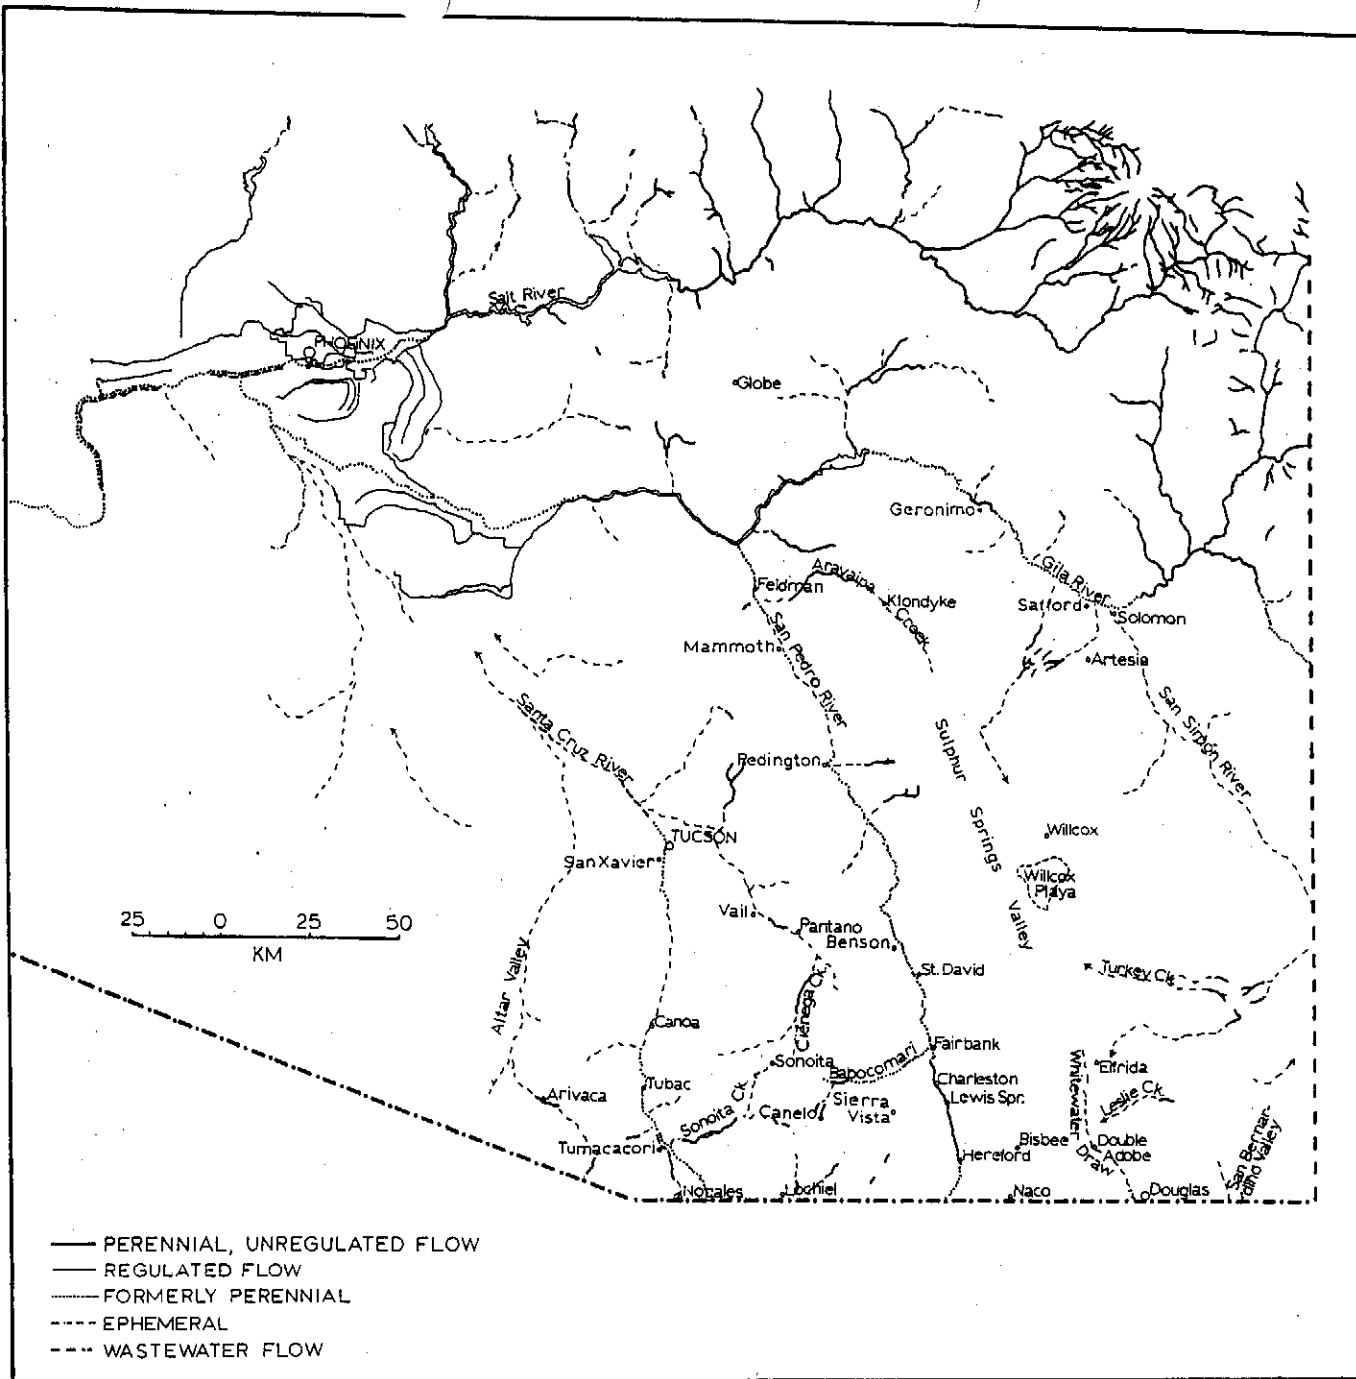 Salt River
PHOENIX
Globe
Geronimo
Gila River
Aravaipa
Creek
Feldman
Klondyke
Safford
Solomon
Mammoth
San Pedro River
Artesia
San Simon River
Santa Cruz River
Sulphur
Springs
Valley
Redington
TUCSON
Willcox
San Xavier
Willcox
Playa
Vail
Pantano
Benson
25 0 25 50
KM
St. David
Turkey Ck.
Altar Valley
Cienega Ck.
Canoa
Fairbank
Sonoita
Babocomari
Whitewater
Draw
Elfrida
Tubac
Charleston
Arivaca
Sonoita Ck.
Canelo
Sierra
Vista
Lewis Spr.
Leslie Ck.
Tumacacori
Hereford
Bisbee
Double
Adobe
San Bernar-
dino Valley
Nogales
Lochiel
Naco
Douglas
PERENNIAL, UNREGULATED FLOW
REGULATED FLOW
FORMERLY PERENNIAL
EPHEMERAL
WASTEWATER FLOW